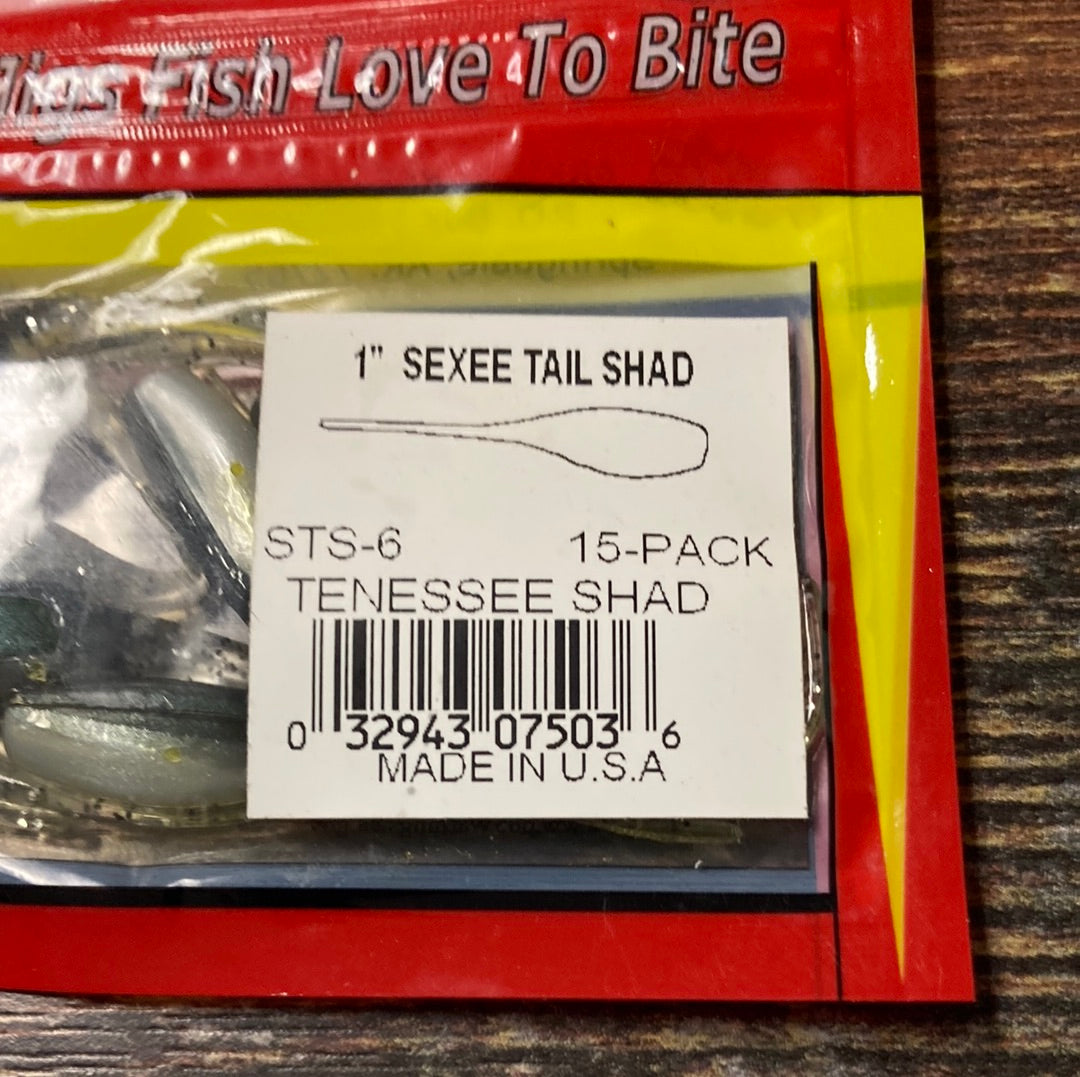 Jigs Fish Love To Bite
1" SEXEE TAIL SHAD
STS-6 15-PACK
TENESSEE SHAD
0 32943 07503 6
MADE IN U.S.A